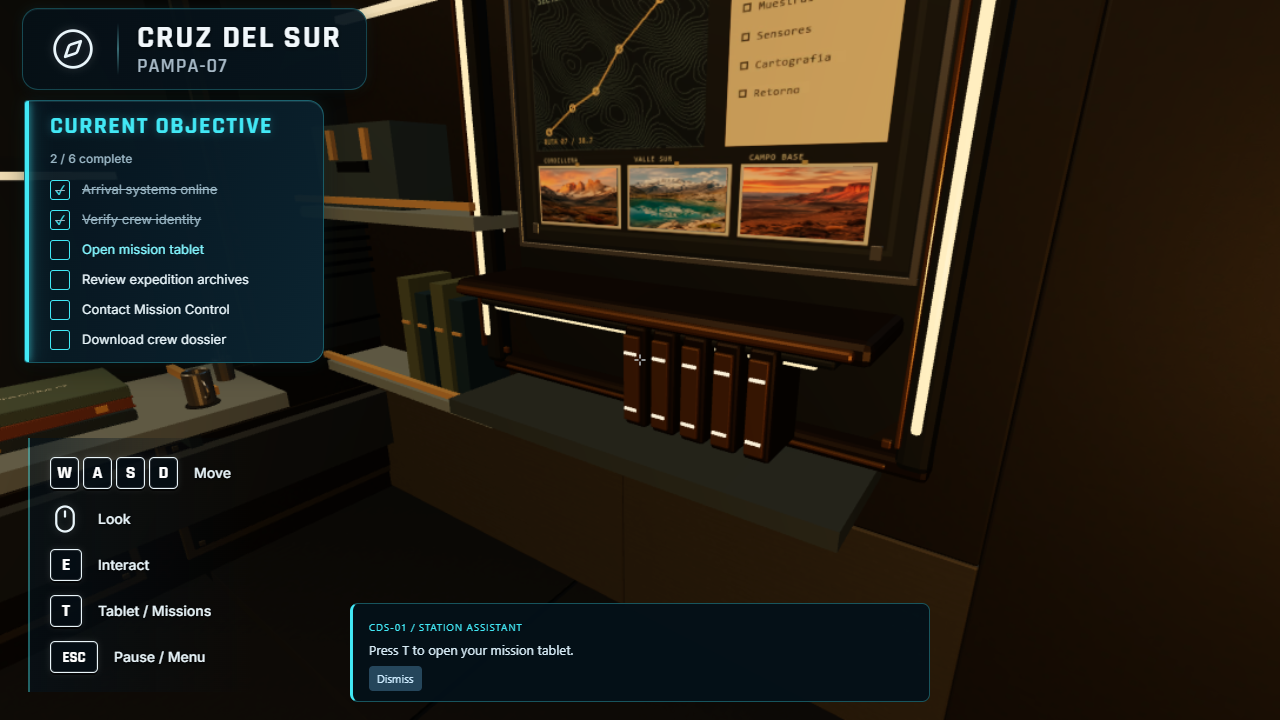 CRUZ DEL SUR
PAMPA-07
CURRENT OBJECTIVE
2 / 6 complete
Arrival systems online
Verify crew identity
Open mission tablet
Review expedition archives
Contact Mission Control
Download crew dossier
Sensores
Cartografía
Retorno
CORDILLERA
VALLE SUR
CAMPO BASE
W A S D Move
Look
E Interact
T Tablet / Missions
ESC Pause / Menu
CDS-01 / STATION ASSISTANT
Press T to open your mission tablet.
Dismiss